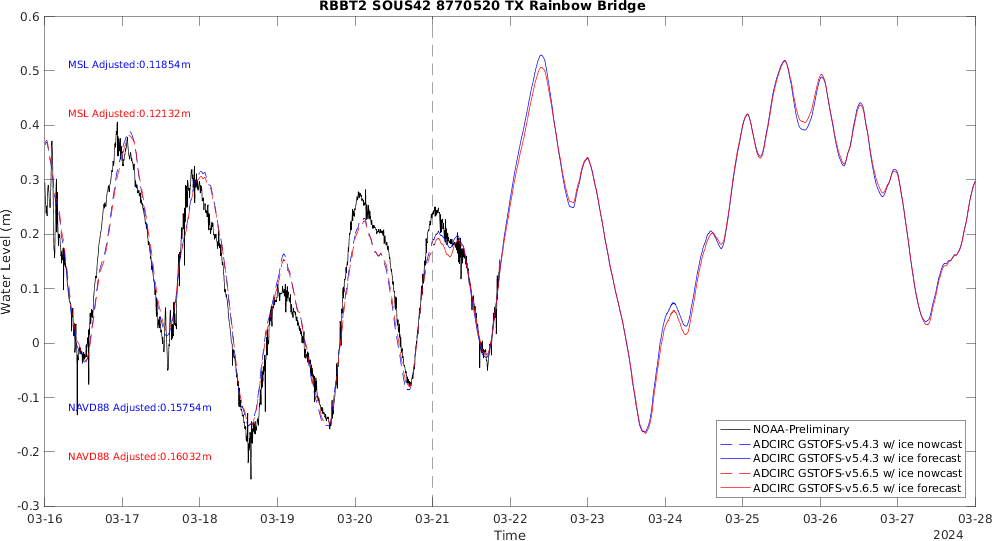 RBBT2 SOUS42 8770520 TX Rainbow Bridge
Water Level (m)
0.6
0.5
0.4
0.3
0.2
0.1
0
-0.1
-0.2
-0.3
MSL Adjusted:0.11854m
MSL Adjusted:0.12132m
NAVD88 Adjusted:0.15754m
NAVD88 Adjusted:0.16032m
NOAA-Preliminary
ADCIRC GSTOFS-v5.4.3 w/ ice nowcast
ADCIRC GSTOFS-v5.4.3 w/ ice forecast
ADCIRC GSTOFS-v5.6.5 w/ ice nowcast
ADCIRC GSTOFS-v5.6.5 w/ ice forecast
03-16 03-17 03-18 03-19 03-20 03-21 03-22 03-23 03-24 03-25 03-26 03-27 03-28
Time
2024